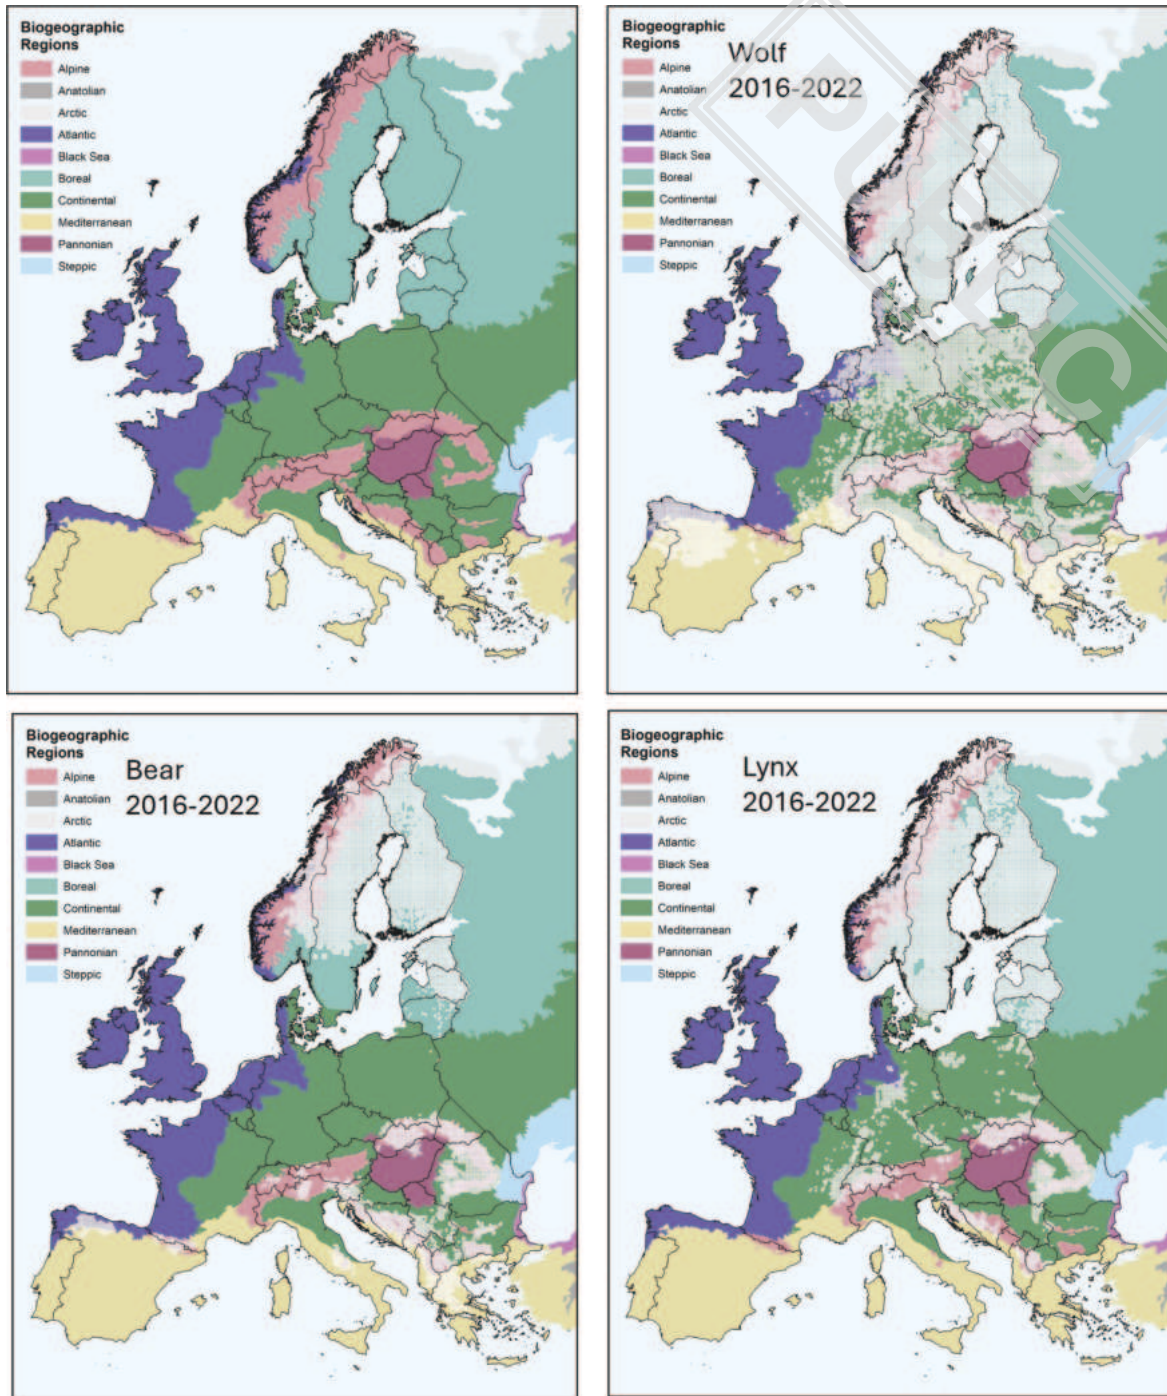 Biogeographic
Regions
Alpine
Anatolian
Arctic
Atlantic
Black Sea
Boreal
Continental
Mediterranean
Pannonian
Steppic
Biogeographic
Regions
Wolf
2016-2022
Alpine
Anatolian
Arctic
Atlantic
Black Sea
Boreal
Continental
Mediterranean
Pannonian
Steppic
PUBLIC
Biogeographic
Regions
Bear
2016-2022
Alpine
Anatolian
Arctic
Atlantic
Black Sea
Boreal
Continental
Mediterranean
Pannonian
Steppic
Biogeographic
Regions
Lynx
2016-2022
Alpine
Anatolian
Arctic
Atlantic
Black Sea
Boreal
Continental
Mediterranean
Pannonian
Steppic